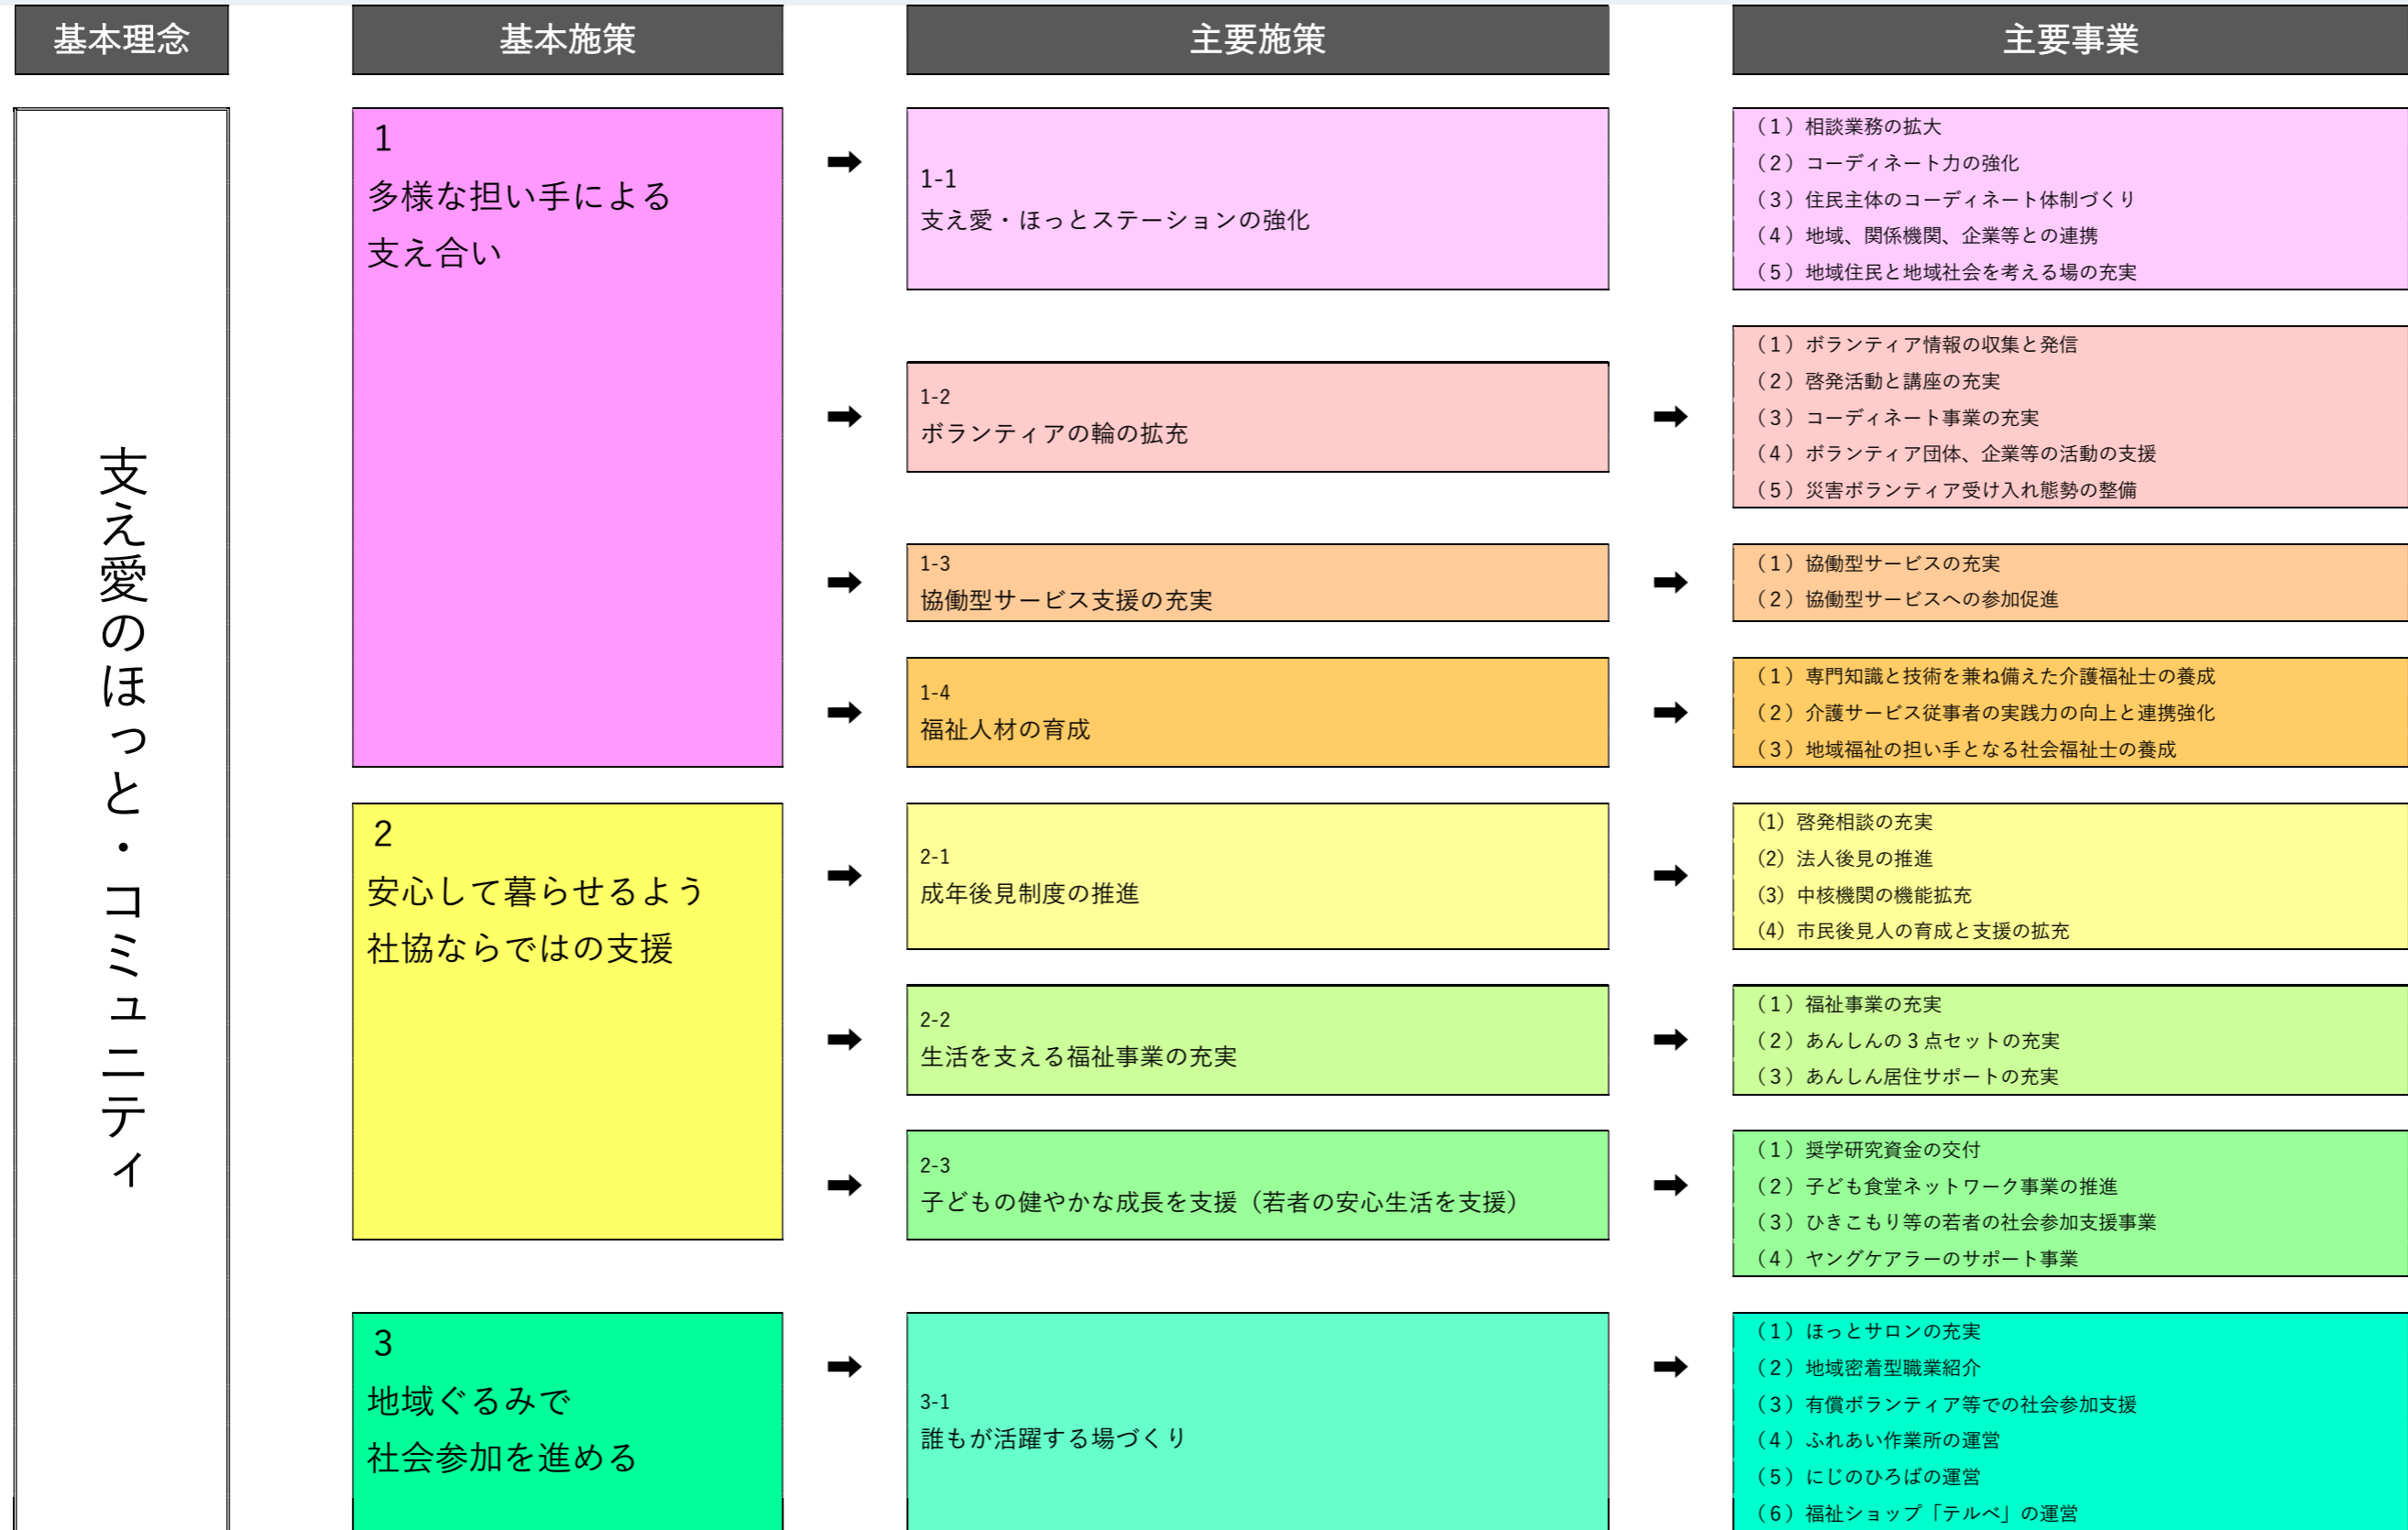 基本理念
基本施策
主要施策
主要事業
支え愛のほっと・コミュニティ
1
多様な担い手による
支え合い
1-1
支え愛・ほっとステーションの強化
（1）相談業務の拡大
（2）コーディネート力の強化
（3）住民主体のコーディネート体制づくり
（4）地域、関係機関、企業等との連携
（5）地域住民と地域社会を考える場の充実
1-2
ボランティアの輪の拡充
（1）ボランティア情報の収集と発信
（2）啓発活動と講座の充実
（3）コーディネート事業の充実
（4）ボランティア団体、企業等の活動の支援
（5）災害ボランティア受け入れ態勢の整備
1-3
協働型サービス支援の充実
（1）協働型サービスの充実
（2）協働型サービスへの参加促進
1-4
福祉人材の育成
（1）専門知識と技術を兼ね備えた介護福祉士の養成
（2）介護サービス従事者の実践力の向上と連携強化
（3）地域福祉の担い手となる社会福祉士の養成
2
安心して暮らせるよう
社協ならではの支援
2-1
成年後見制度の推進
(1) 啓発相談の充実
(2) 法人後見の推進
(3) 中核機関の機能拡充
(4) 市民後見人の育成と支援の拡充
2-2
生活を支える福祉事業の充実
（1）福祉事業の充実
（2）あんしんの３点セットの充実
（3）あんしん居住サポートの充実
2-3
子どもの健やかな成長を支援（若者の安心生活を支援）
（1）奨学研究資金の交付
（2）子ども食堂ネットワーク事業の推進
（3）ひきこもり等の若者の社会参加支援事業
（4）ヤングケアラーのサポート事業
3
地域ぐるみで
社会参加を進める
3-1
誰もが活躍する場づくり
（1）ほっとサロンの充実
（2）地域密着型職業紹介
（3）有償ボランティア等での社会参加支援
（4）ふれあい作業所の運営
（5）にじのひろばの運営
（6）福祉ショップ「テルベ」の運営